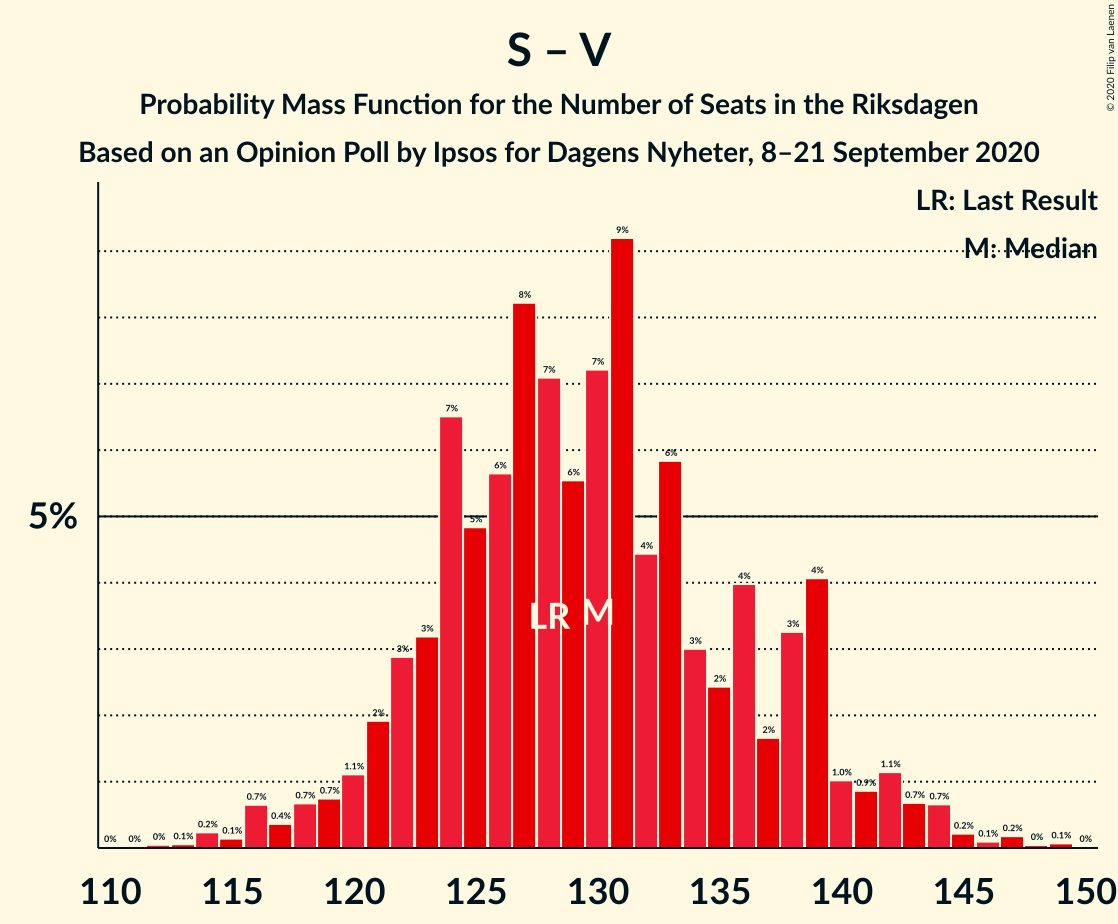 © 2020 Filip van Laenen
S – V
Probability Mass Function for the Number of Seats in the Riksdagen
Based on an Opinion Poll by Ipsos for Dagens Nyheter, 8–21 September 2020
LR: Last Result
M: Median
5%
0% 0% 0% 0.1% 0.2% 0.1% 0.7% 0.4% 0.7% 0.7% 1.1% 2% 3% 3% 7% 5% 6% 8% 7% 6% 7% 9% 4% 6% 3% 2% 4% 2% 3% 4% 1.0% 0.9% 1.1% 0.7% 0.7% 0.2% 0.1% 0.2% 0% 0.1% 0%
LR M
110 115 120 125 130 135 140 145 150